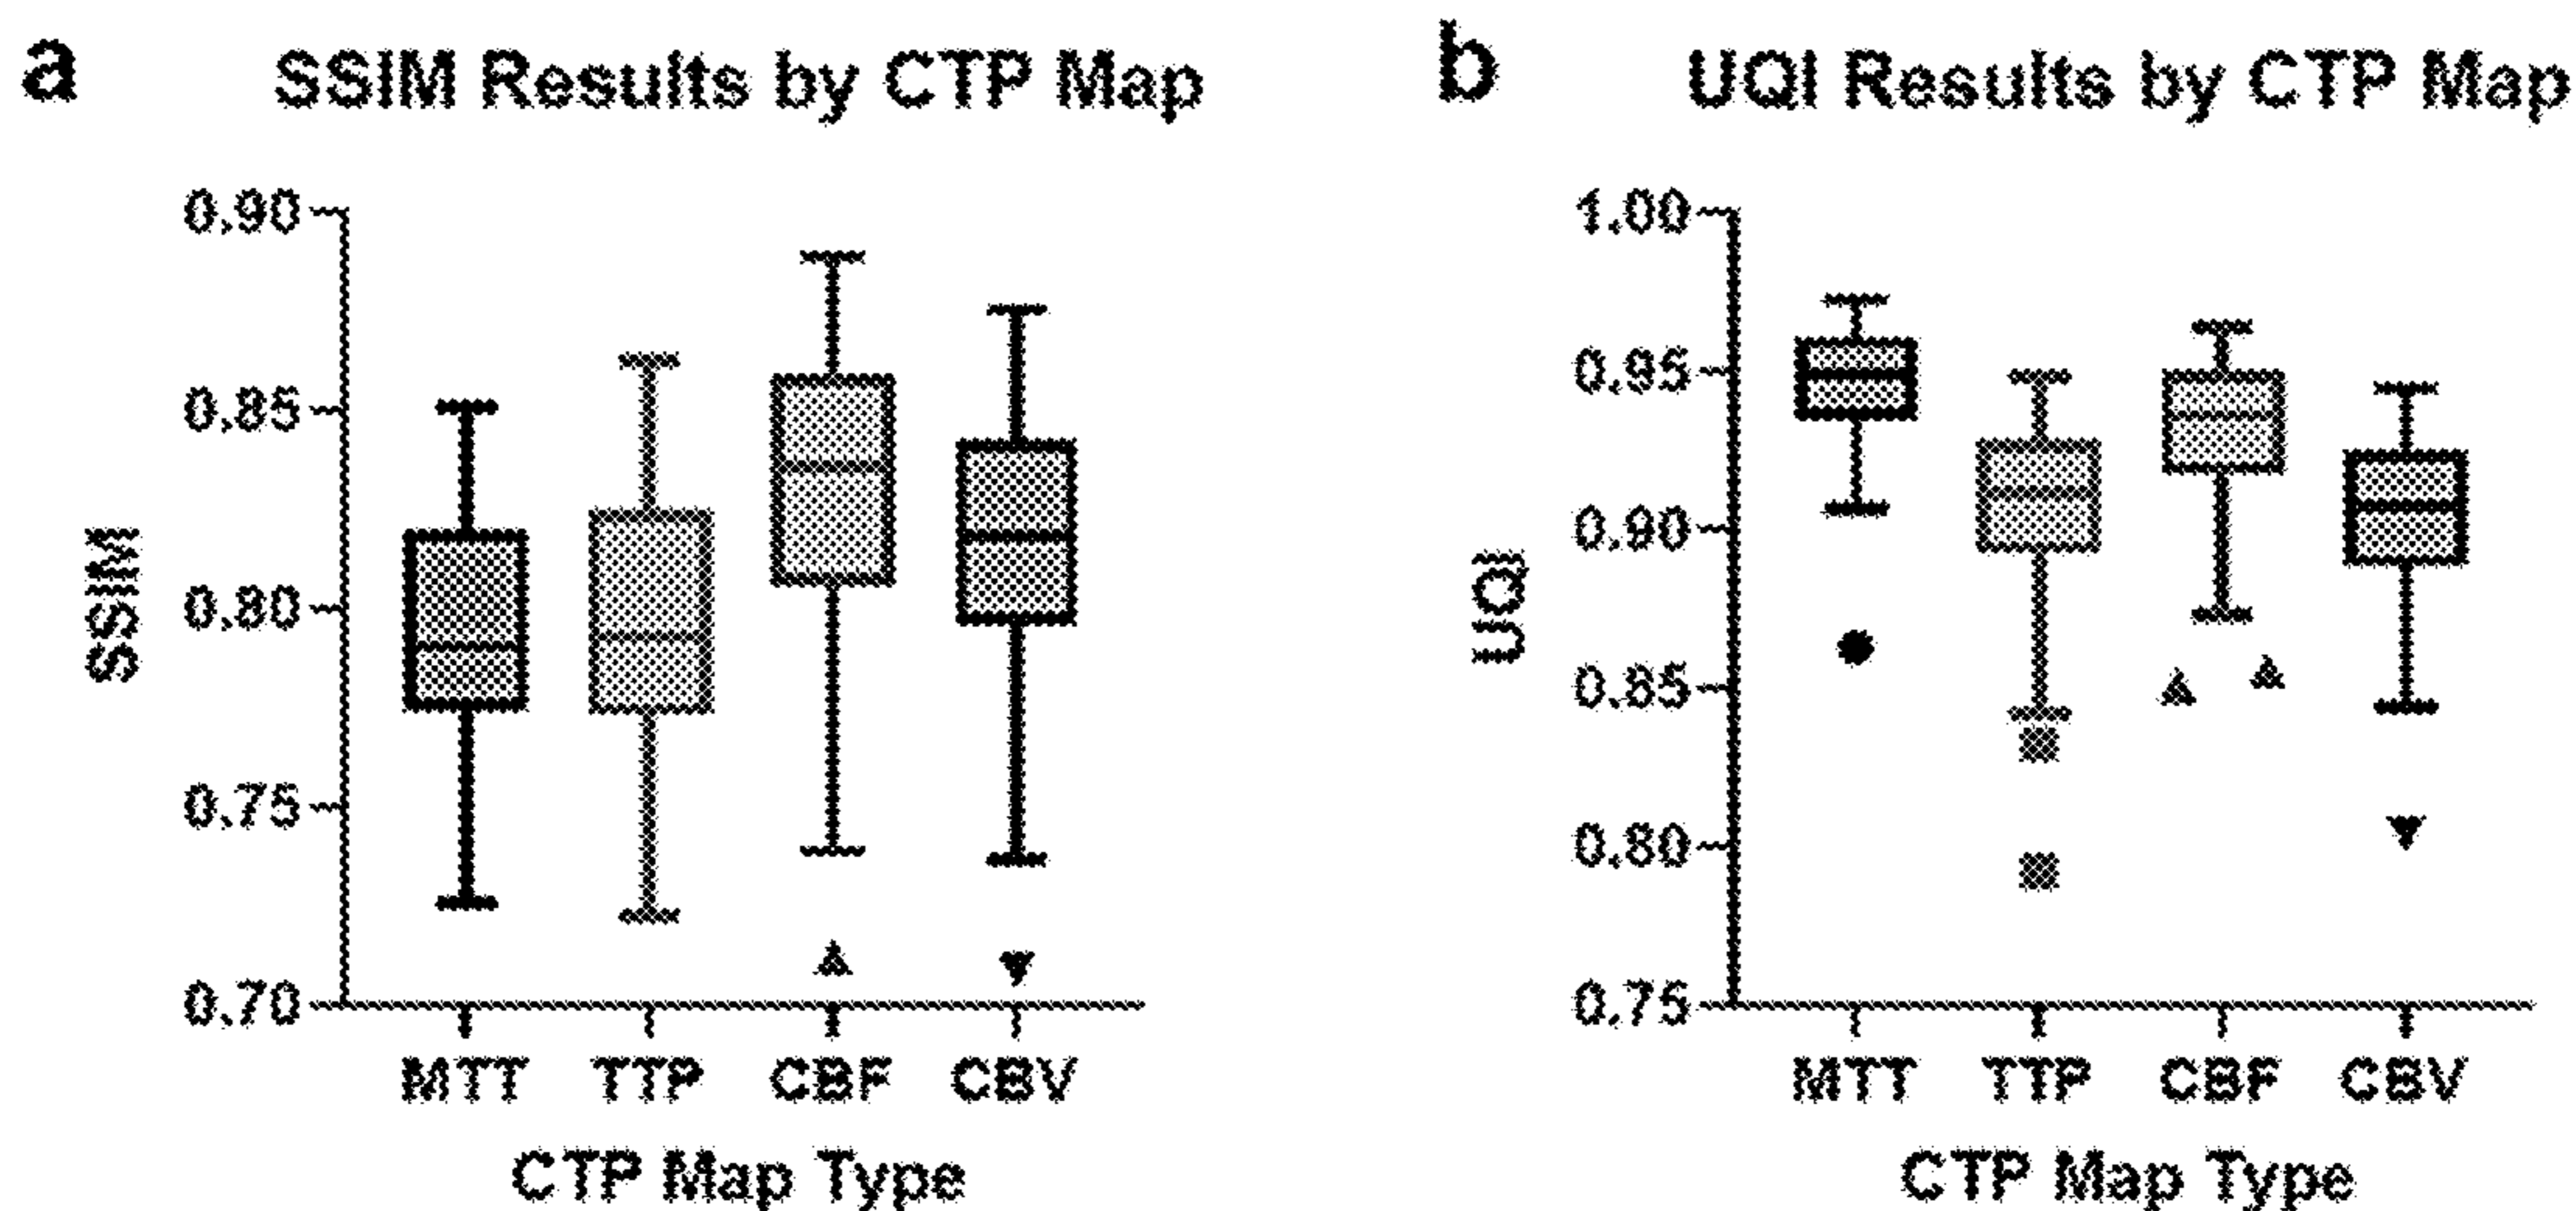 a
SSIM Results by CTP Map
SSIM
0.90
0.85
0.80
0.75
0.70
MTT TTP CBF CBV
CTP Map Type
b
UQI Results by CTP Map
UQI
1.00
0.95
0.90
0.85
0.80
0.75
MTT TTP CBF CBV
CTP Map Type